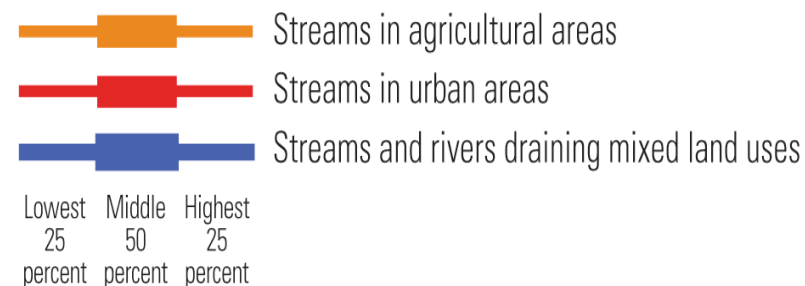 Streams in agricultural areas
Streams in urban areas
Streams and rivers draining mixed land uses
Lowest Middle Highest
25 50 25
percent percent percent